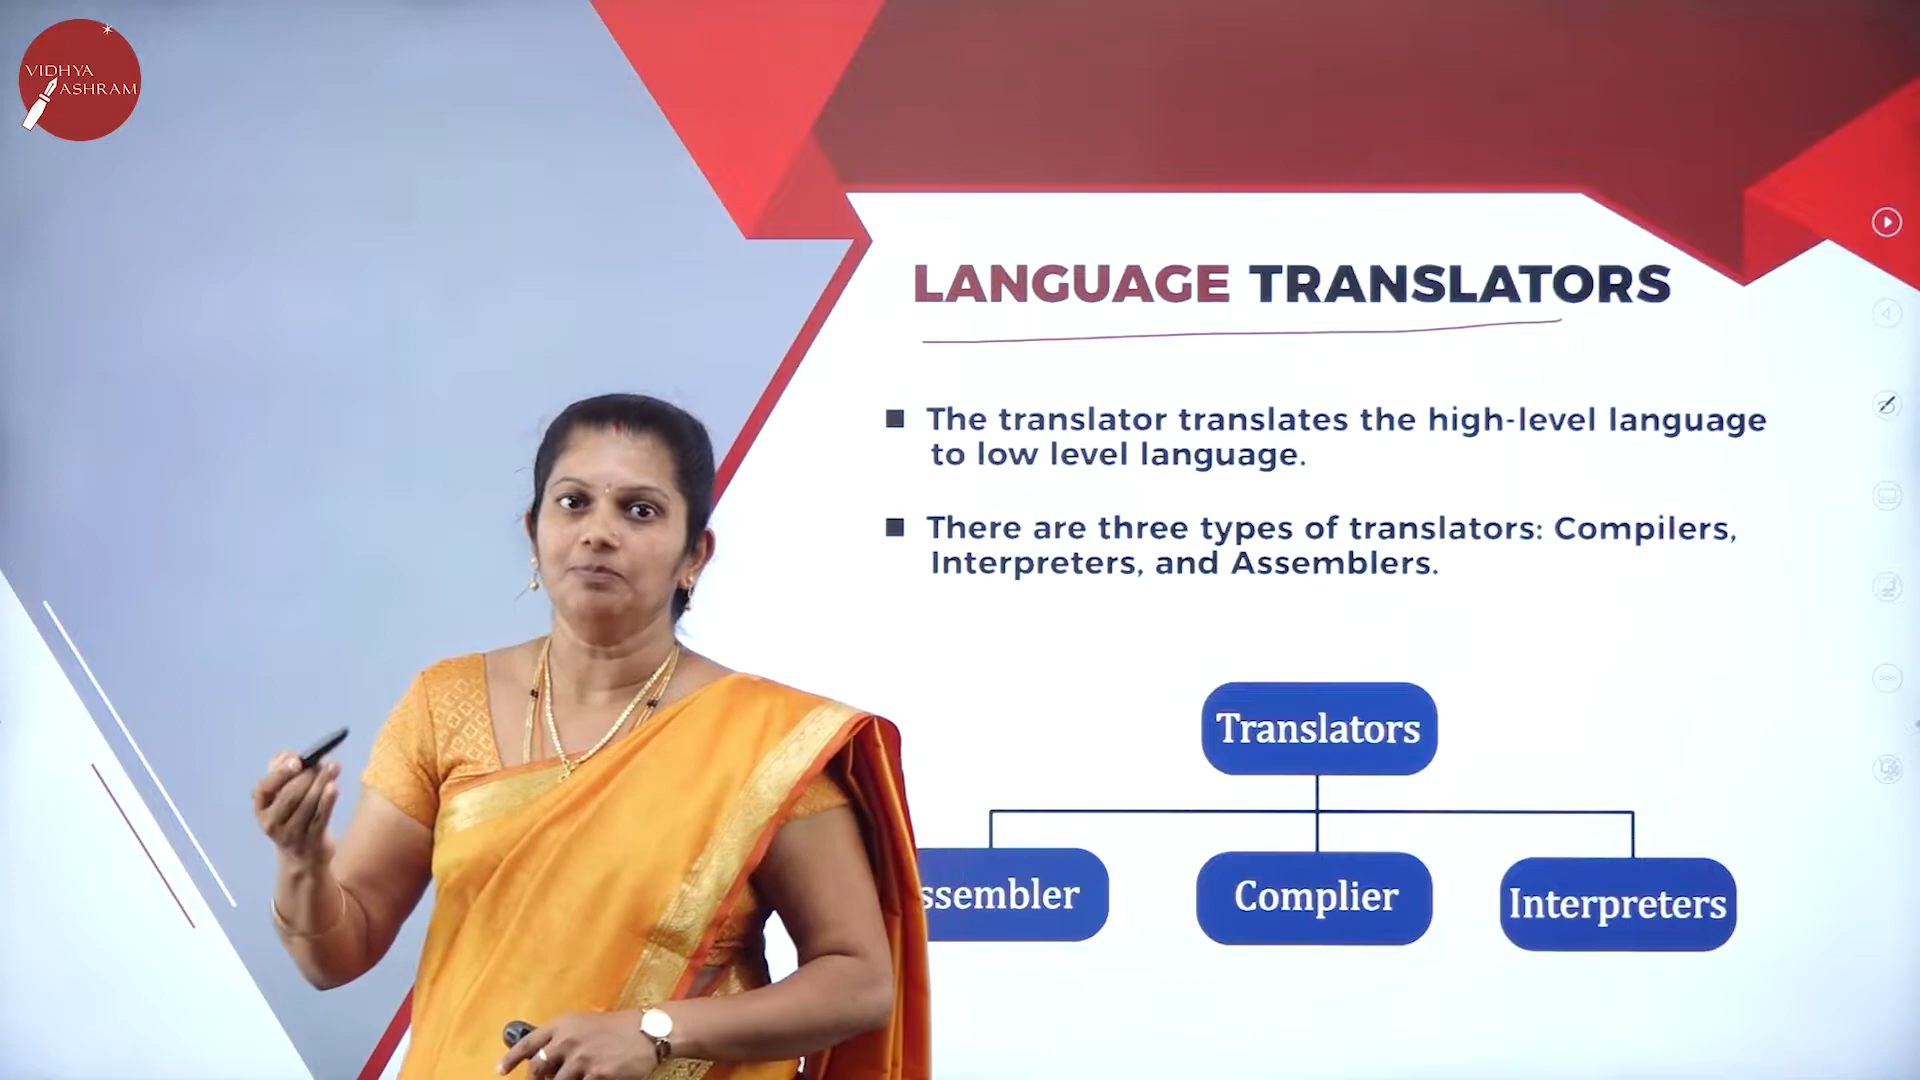 VIDHYA
ASHRAM
LANGUAGE TRANSLATORS
The translator translates the high-level language
to low level language.
There are three types of translators: Compilers,
Interpreters, and Assemblers.
Translators
ssembler
Complier
Interpreters